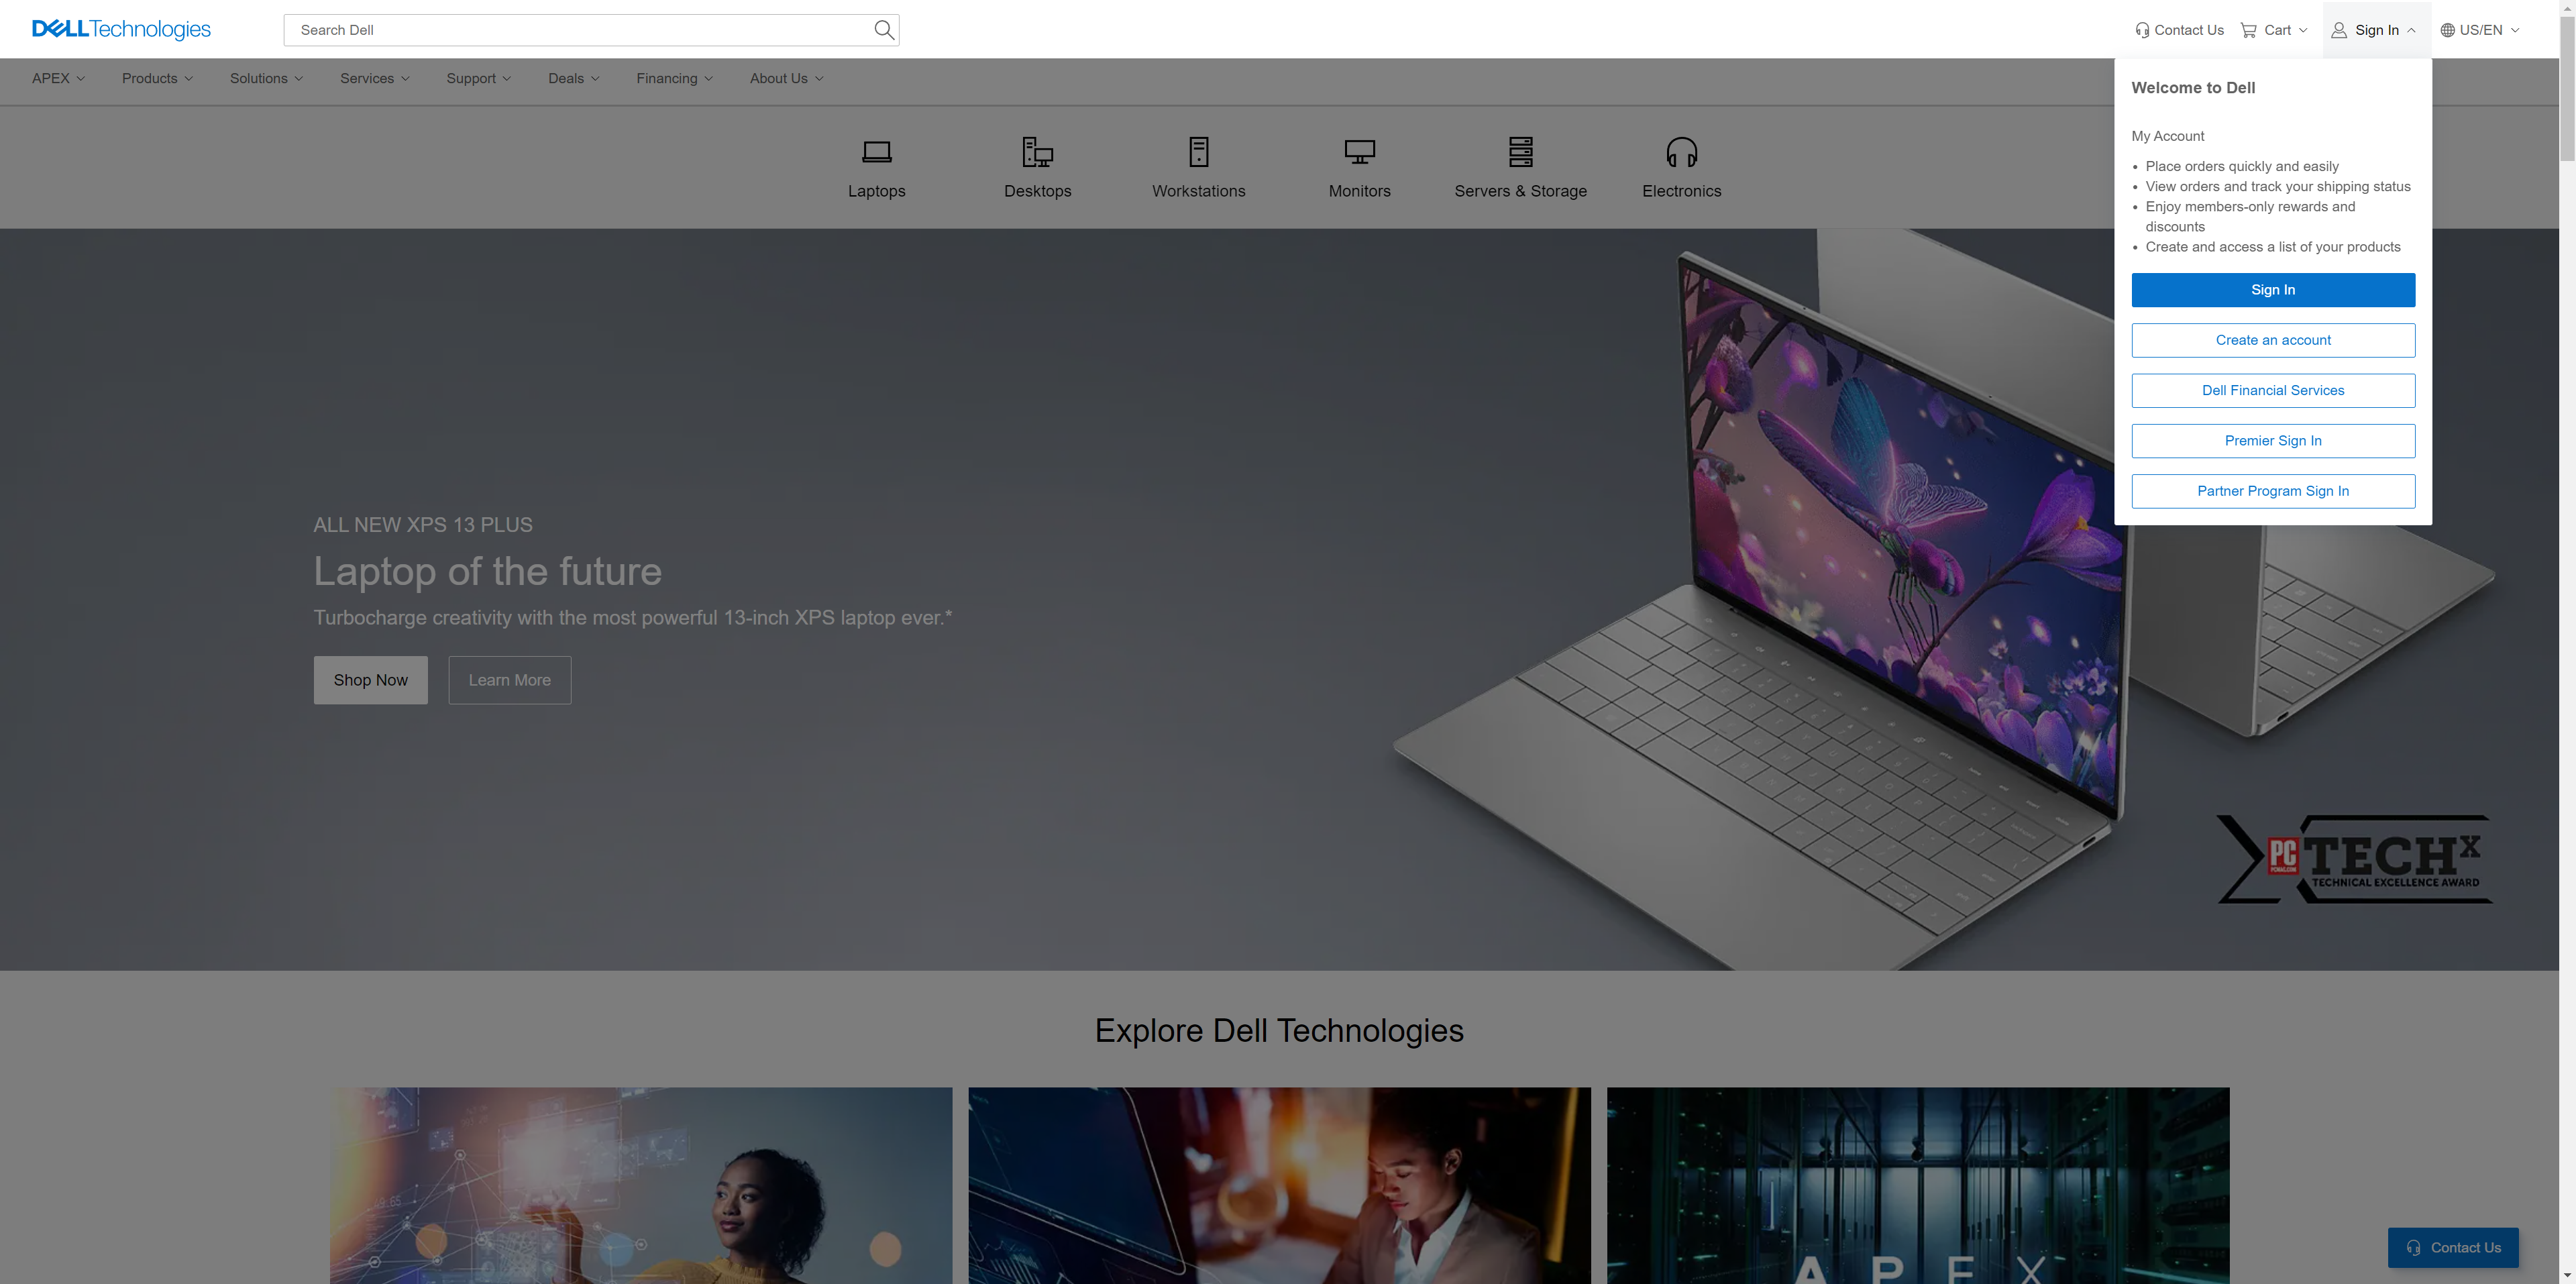 DELL Technologies
Search Dell
Contact Us
Cart
Sign In
US/EN
APEX
Products
Solutions
Services
Support
Deals
Financing
About Us
Welcome to Dell
My Account
• Place orders quickly and easily
• View orders and track your shipping status
• Enjoy members-only rewards and
discounts
• Create and access a list of your products
Sign In
Create an account
Dell Financial Services
Premier Sign In
Partner Program Sign In
Laptops
Desktops
Workstations
Monitors
Servers & Storage
Electronics
ALL NEW XPS 13 PLUS
Laptop of the future
Turbocharge creativity with the most powerful 13-inch XPS laptop ever.*
Shop Now
Learn More
PC
PCMAG.COM
TECHX
TECHNICAL EXCELLENCE AWARD
Explore Dell Technologies
APEX
Contact Us